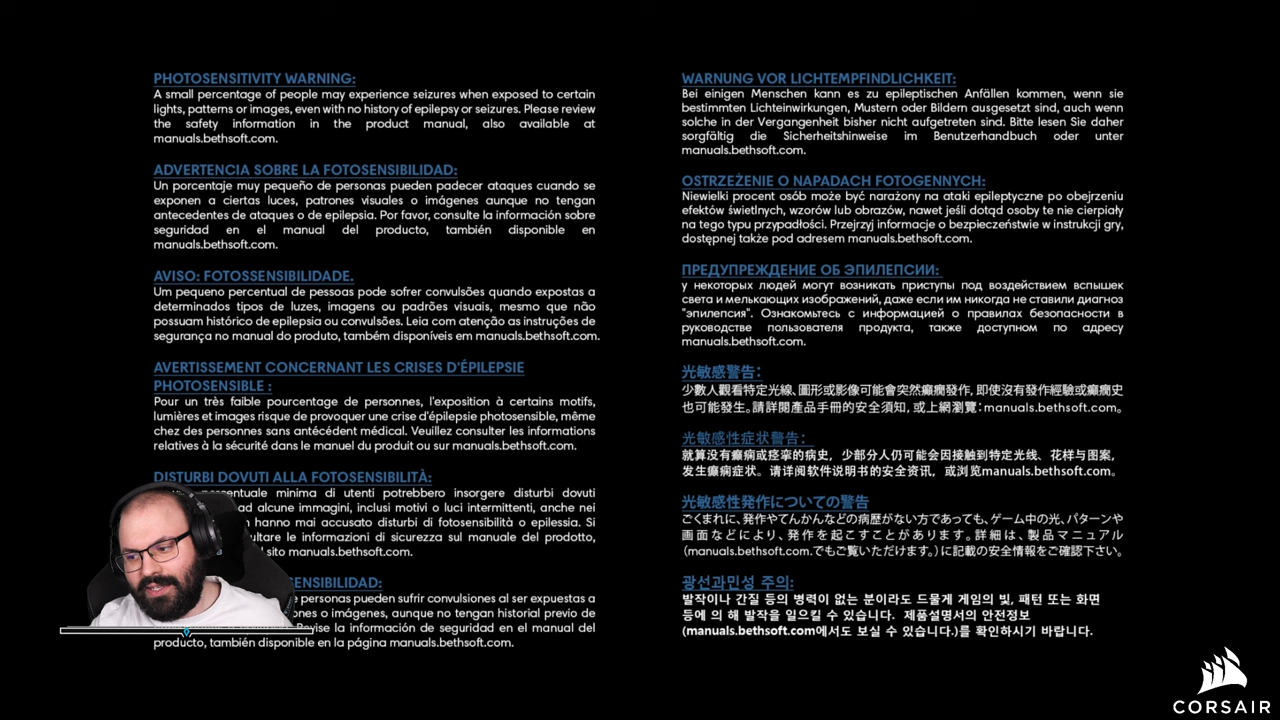 PHOTOSENSITIVITY WARNING:
A small percentage of people may experience seizures when exposed to certain
lights, patterns or images, even with no history of epilepsy or seizures. Please review
the safety information in the product manual, also available at
manuals.bethsoft.com.
ADVERTENCIA SOBRE LA FOTOSENSIBILIDAD:
Un porcentaje muy pequeño de personas pueden padecer ataques cuando se
exponen a ciertas luces, patrones visuales o imágenes aunque no tengan
antecedentes de ataques o de epilepsia. Por favor, consulte la información sobre
seguridad en el manual del producto, también disponible en
manuals.bethsoft.com.
AVISO: FOTOSSENSIBILIDADE.
Um pequeno percentual de pessoas pode sofrer convulsões quando expostas a
determinados tipos de luzes, imagens ou padrões visuais, mesmo que não
possuam histórico de epilepsia ou convulsões. Leia com atenção as instruções de
segurança no manual do produto, também disponíveis em manuals.bethsoft.com.
AVERTISSEMENT CONCERNANT LES CRISES D'ÉPILEPSIE
PHOTOSENSIBLE :
Pour un très faible pourcentage de personnes, l'exposition à certains motifs,
lumières et images risque de provoquer une crise d'épilepsie photosensible, même
chez des personnes sans antécédent médical. Veuillez consulter les informations
relatives à la sécurité dans le manuel du produit ou sur manuals.bethsoft.com.
DISTURBI DOVUTI ALLA FOTOSENSIBILITÀ:
percentuale minima di utenti potrebbero insorgere disturbi dovuti
ad alcune immagini, inclusi motivi o luci intermittenti, anche nei
hanno mai accusato disturbi di fotosensibilità o epilessia. Si
le informazioni di sicurezza sul manuale del prodotto,
sito manuals.bethsoft.com.
personas pueden sufrir convulsiones al ser expuestas a
o imágenes, aunque no tengan historial previo de
la información de seguridad en el manual del
producto, también disponible en la página manuals.bethsoft.com.
WARNUNG VOR LICHTEMPFINDLICHKEIT:
Bei einigen Menschen kann es zu epileptischen Anfällen kommen, wenn sie
bestimmten Lichteinwirkungen, Mustern oder Bildern ausgesetzt sind, auch wenn
solche in der Vergangenheit bisher nicht aufgetreten sind. Bitte lesen Sie daher
sorgfältig die Sicherheitshinweise im Benutzerhandbuch oder unter
manuals.bethsoft.com.
OSTRZEŻENIE O NAPADACH FOTOGENNYCH:
Niewielki procent osób może być narażony na ataki epileptyczne po obejrzeniu
efektów świetlnych, wzorów lub obrazów, nawet jeśli dotąd osoby te nie cierpiały
na tego typu przypadłości. Przejrzyj informacje o bezpieczeństwie w instrukcji gry,
dostępnej także pod adresem manuals.bethsoft.com.
ПРЕДУПРЕЖДЕНИЕ ОБ ЭПИЛЕПСИИ:
у некоторых людей могут возникать приступы под воздействием вспышек
света и мелькающих изображений, даже если им никогда не ставили диагноз
"эпилепсия". Ознакомьтесь с информацией о правилах безопасности в
руководстве пользователя продукта, также доступном по адресу
manuals.bethsoft.com.
光敏感警告：
少數人觀看特定光線、圖形或影像可能會突然癲癇發作，即使沒有發作經驗或癲癇史
也可能發生。請詳閱產品手冊的安全須知，或上網瀏覽：manuals.bethsoft.com。
光敏感性症状警告：
就算没有癫痫或痉挛的病史，少部分人仍可能会因接触到特定光线、花样与图案，
发生癫痫症状。请详阅软件说明书的安全资讯，或浏览manuals.bethsoft.com。
光敏感性発作についての警告
ごくまれに、発作やてんかんなどの病歴がない方であっても、ゲーム中の光、パターンや
画面などにより、発作を起こすことがあります。詳細は、製品マニュアル
（manuals.bethsoft.comでもご覧いただけます。）に記載の安全情報をご確認下さい。
광선과민성 주의:
발작이나 간질 등의 병력이 없는 분이라도 드물게 게임의 빛, 패턴 또는 화면
등에 의 해 발작을 일으킬 수 있습니다. 제품설명서의 안전정보
(manuals.bethsoft.com에서도 보실 수 있습니다.)를 확인하시기 바랍니다.
CORSAIR